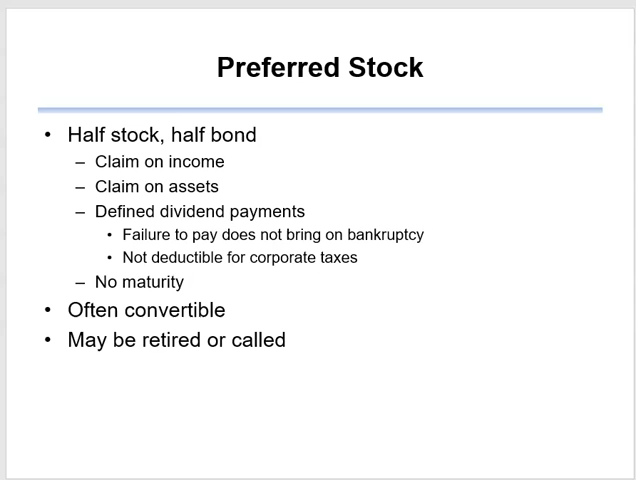 Preferred Stock
• Half stock, half bond
– Claim on income
– Claim on assets
– Defined dividend payments
• Failure to pay does not bring on bankruptcy
• Not deductible for corporate taxes
– No maturity
• Often convertible
• May be retired or called